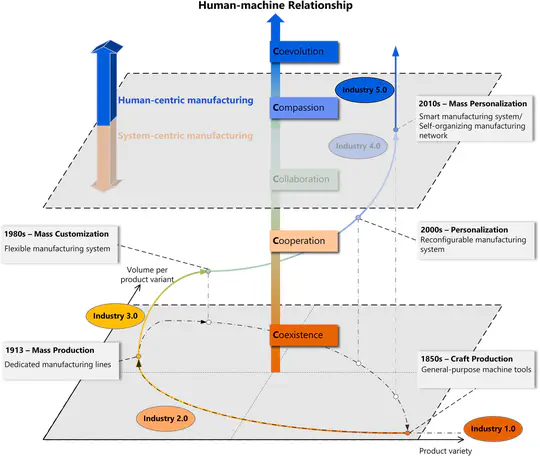 Human-machine Relationship
Coevolution
Industry 5.0
Human-centric manufacturing
Compassion
2010s – Mass Personalization
Smart manufacturing system/
Self-organizing manufacturing
network
System-centric manufacturing
Industry 4.0
Collaboration
1980s – Mass Customization
Flexible manufacturing system
Cooperation
2000s – Personalization
Reconfigurable manufacturing
system
Volume per
product variant
Industry 3.0
Coexistence
1913 – Mass Production
Dedicated manufacturing lines
1850s – Craft Production
General-purpose machine tools
Industry 2.0
Industry 1.0
Product variety